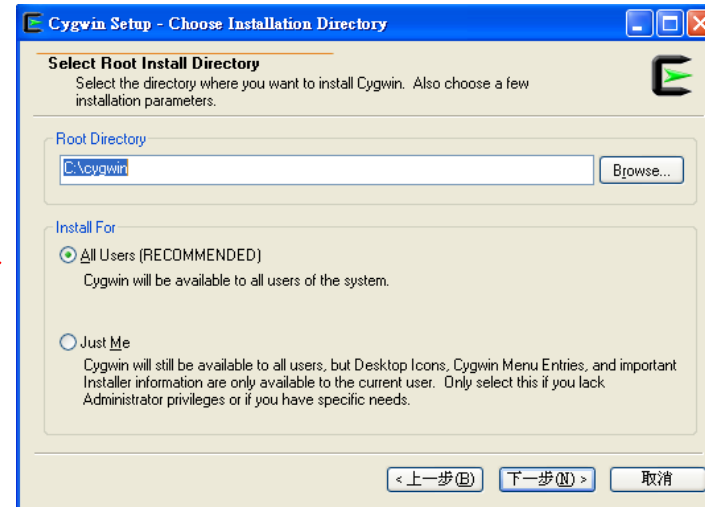 Cygwin Setup - Choose Installation Directory
Select Root Install Directory
Select the directory where you want to install Cygwin. Also choose a few
installation parameters.
Root Directory
C:\cygwin
Browse...
Install For
All Users (RECOMMENDED)
Cygwin will be available to all users of the system.
Just Me
Cygwin will still be available to all users, but Desktop Icons, Cygwin Menu Entries, and important
Installer information are only available to the current user. Only select this if you lack
Administrator privileges or if you have specific needs.
<上一步(B) 下一步(N)> 取消